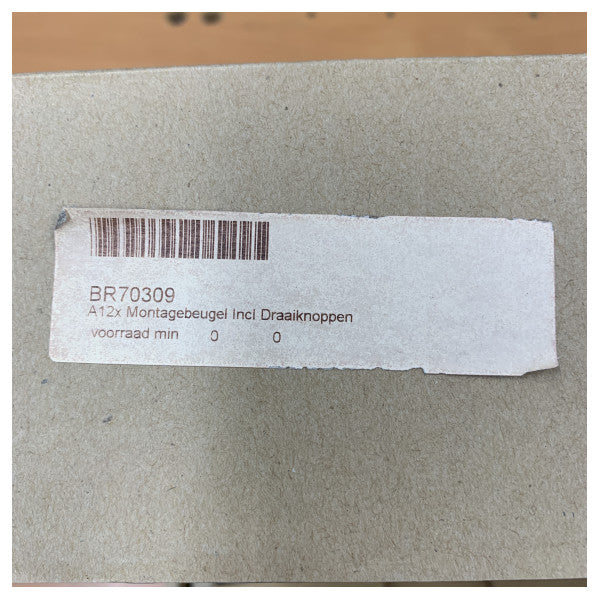 BR70309
A12x Montagebeugel Incl Draaiknoppen
voorraad min 0 0